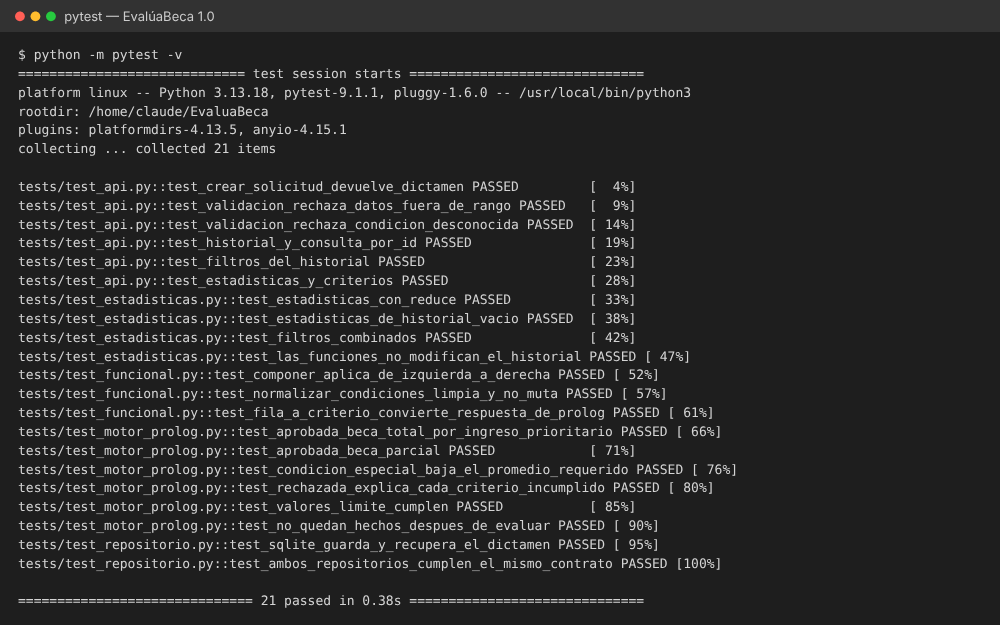 pytest — EvalúaBeca 1.0
$ python -m pytest -v
============================= test session starts ==============================
platform linux -- Python 3.13.18, pytest-9.1.1, pluggy-1.6.0 -- /usr/local/bin/python3
rootdir: /home/claude/EvaluaBeca
plugins: platformdirs-4.13.5, anyio-4.15.1
collecting ... collected 21 items
tests/test_api.py::test_crear_solicitud_devuelve_dictamen PASSED         [  4%]
tests/test_api.py::test_validacion_rechaza_datos_fuera_de_rango PASSED   [  9%]
tests/test_api.py::test_validacion_rechaza_condicion_desconocida PASSED  [ 14%]
tests/test_api.py::test_historial_y_consulta_por_id PASSED               [ 19%]
tests/test_api.py::test_filtros_del_historial PASSED                     [ 23%]
tests/test_api.py::test_estadisticas_y_criterios PASSED                  [ 28%]
tests/test_estadisticas.py::test_estadisticas_con_reduce PASSED          [ 33%]
tests/test_estadisticas.py::test_estadisticas_de_historial_vacio PASSED  [ 38%]
tests/test_estadisticas.py::test_filtros_combinados PASSED               [ 42%]
tests/test_estadisticas.py::test_las_funciones_no_modifican_el_historial PASSED [ 47%]
tests/test_funcional.py::test_componer_aplica_de_izquierda_a_derecha PASSED [ 52%]
tests/test_funcional.py::test_normalizar_condiciones_limpia_y_no_muta PASSED [ 57%]
tests/test_funcional.py::test_fila_a_criterio_convierte_respuesta_de_prolog PASSED [ 61%]
tests/test_motor_prolog.py::test_aprobada_beca_total_por_ingreso_prioritario PASSED [ 66%]
tests/test_motor_prolog.py::test_aprobada_beca_parcial PASSED            [ 71%]
tests/test_motor_prolog.py::test_condicion_especial_baja_el_promedio_requerido PASSED [ 76%]
tests/test_motor_prolog.py::test_rechazada_explica_cada_criterio_incumplido PASSED [ 80%]
tests/test_motor_prolog.py::test_valores_limite_cumplen PASSED           [ 85%]
tests/test_motor_prolog.py::test_no_quedan_hechos_despues_de_evaluar PASSED [ 90%]
tests/test_repositorio.py::test_sqlite_guarda_y_recupera_el_dictamen PASSED [ 95%]
tests/test_repositorio.py::test_ambos_repositorios_cumplen_el_mismo_contrato PASSED [100%]
============================== 21 passed in 0.38s ==============================